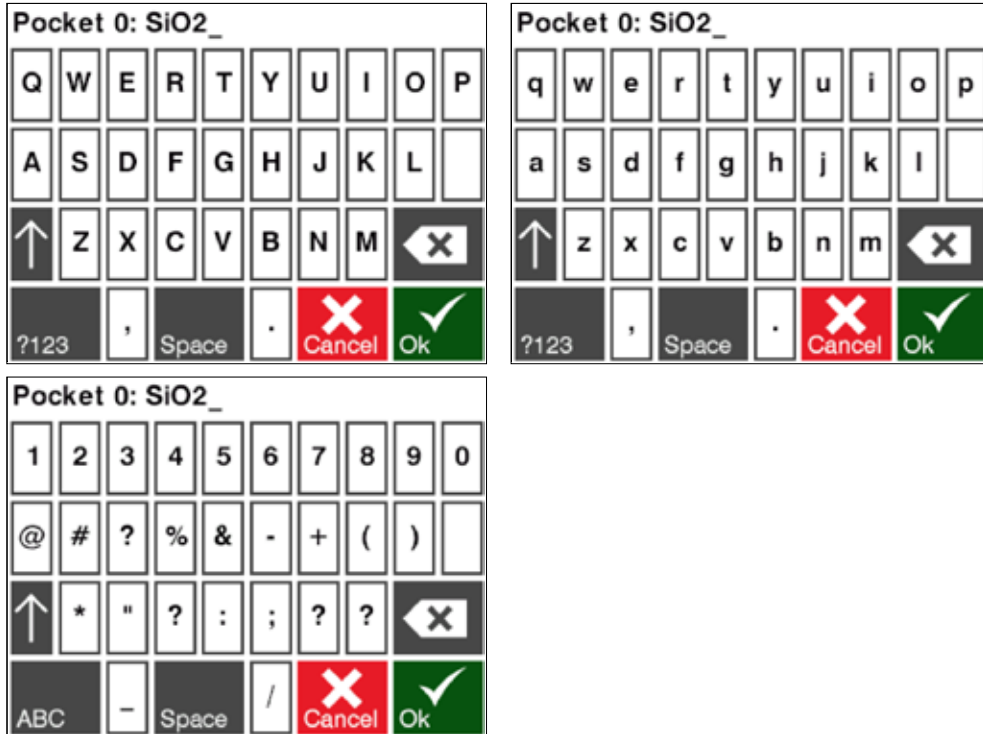 Pocket 0: SiO2_
Q W E R T Y U I O P
A S D F G H J K L
Z X C V B N M
?123 , Space . Cancel Ok
Pocket 0: SiO2_
q w e r t y u i o p
a s d f g h j k l
z x c v b n m
?123 , Space . Cancel Ok
Pocket 0: SiO2_
1 2 3 4 5 6 7 8 9 0
@ # ? % & - + ( )
* " ? : ; ? ?
ABC _ Space / Cancel Ok